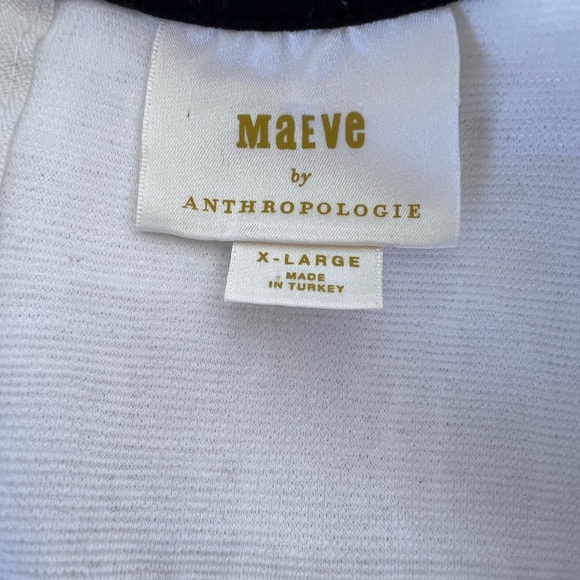 MaEve
by
ANTHROPOLOGIE
X-LARGE
MADE
IN TURKEY